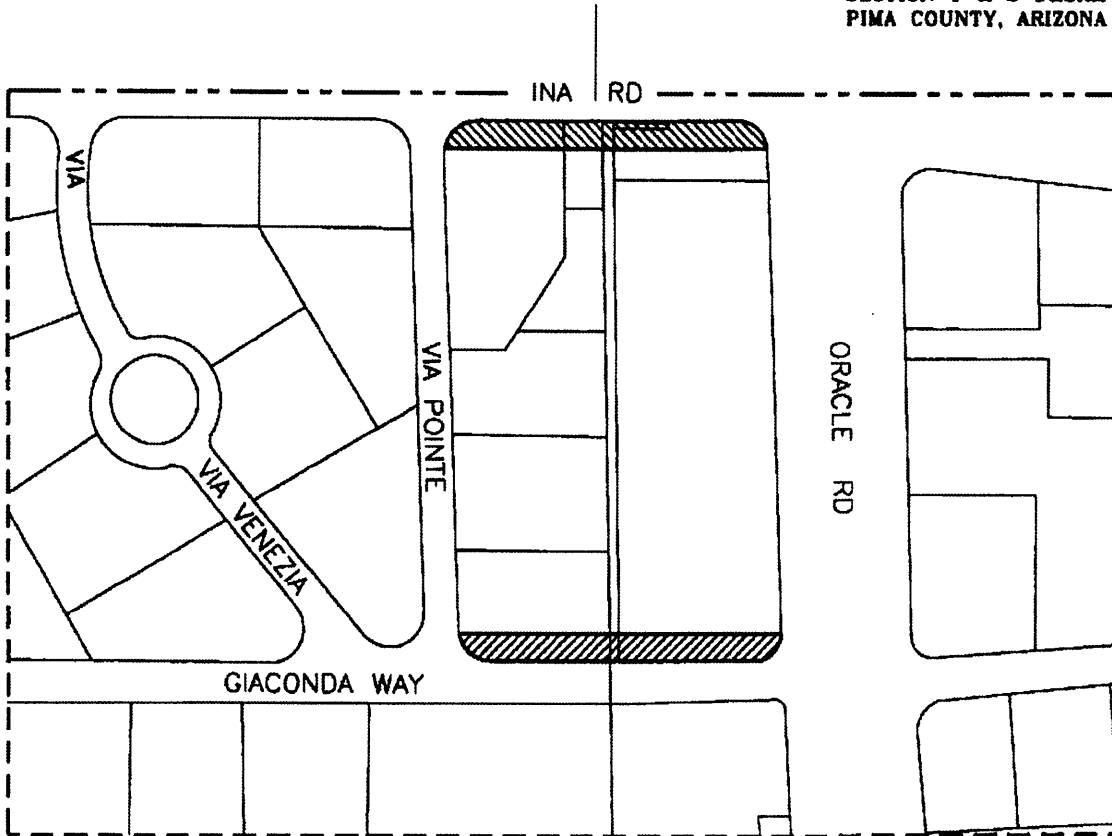 PIMA COUNTY, ARIZONA
INA RD
VIA
VIA POINTE
ORACLE RD
VIA VENEZIA
GIACONDA WAY